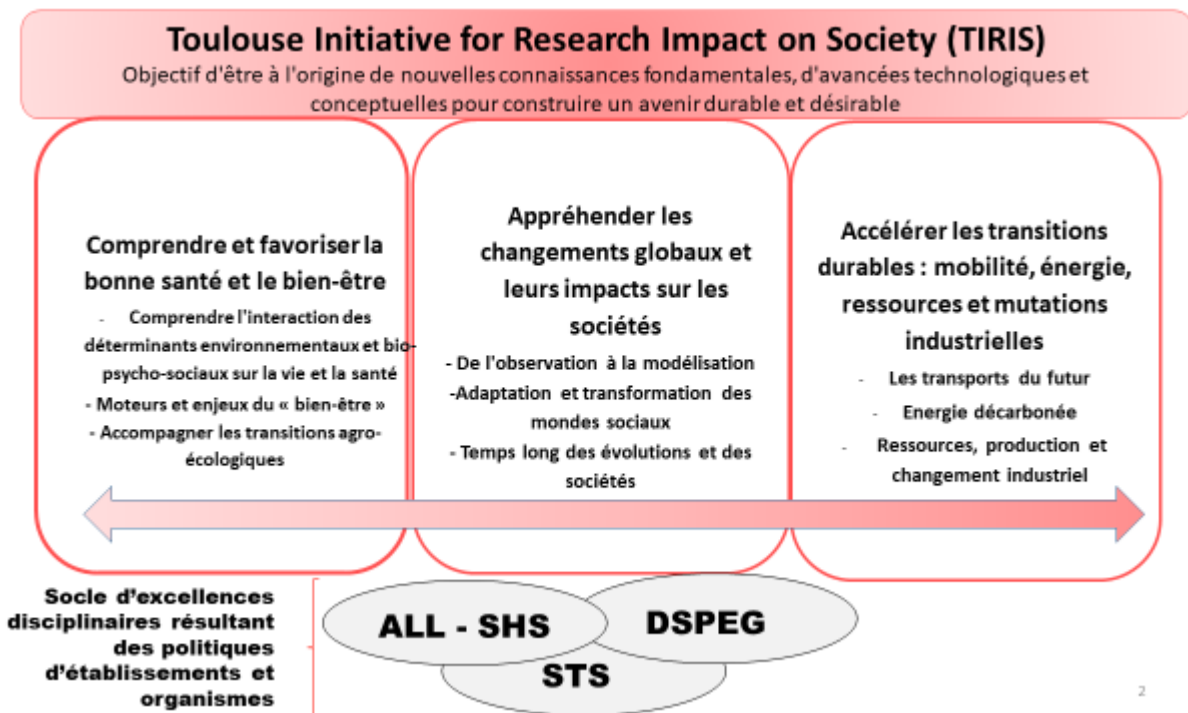 Toulouse Initiative for Research Impact on Society (TIRIS)
Objectif d'être à l'origine de nouvelles connaissances fondamentales, d'avancées technologiques et
conceptuelles pour construire un avenir durable et désirable
Comprendre et favoriser la
bonne santé et le bien-être
- Comprendre l'interaction des
déterminants environnementaux et bio-
psycho-sociaux sur la vie et la santé
- Moteurs et enjeux du « bien-être »
- Accompagner les transitions agro-
écologiques
Appréhender les
changements globaux et
leurs impacts sur les
sociétés
- De l'observation à la modélisation
-Adaptation et transformation des
mondes sociaux
- Temps long des évolutions et des
sociétés
Accélérer les transitions
durables : mobilité, énergie,
ressources et mutations
industrielles
- Les transports du futur
- Energie décarbonée
- Ressources, production et
changement industriel
Socle d'excellences
disciplinaires résultant
des politiques
d'établissements et
organismes
ALL - SHS
DSPEG
STS
2